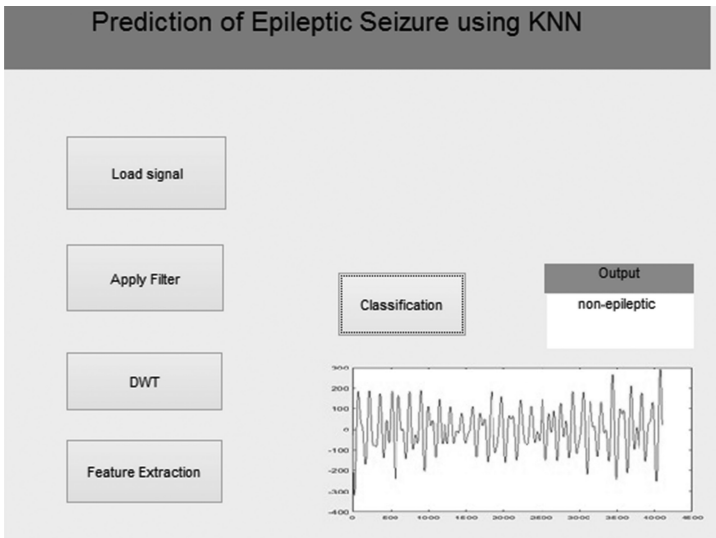 Prediction of Epileptic Seizure using KNN
Load signal
Apply Filter
Classification
Output
non-epileptic
DWT
Feature Extraction
300
200
100
0
-100
-200
-300
-400
0 500 1000 1500 2000 2500 3000 3500 4000 4500